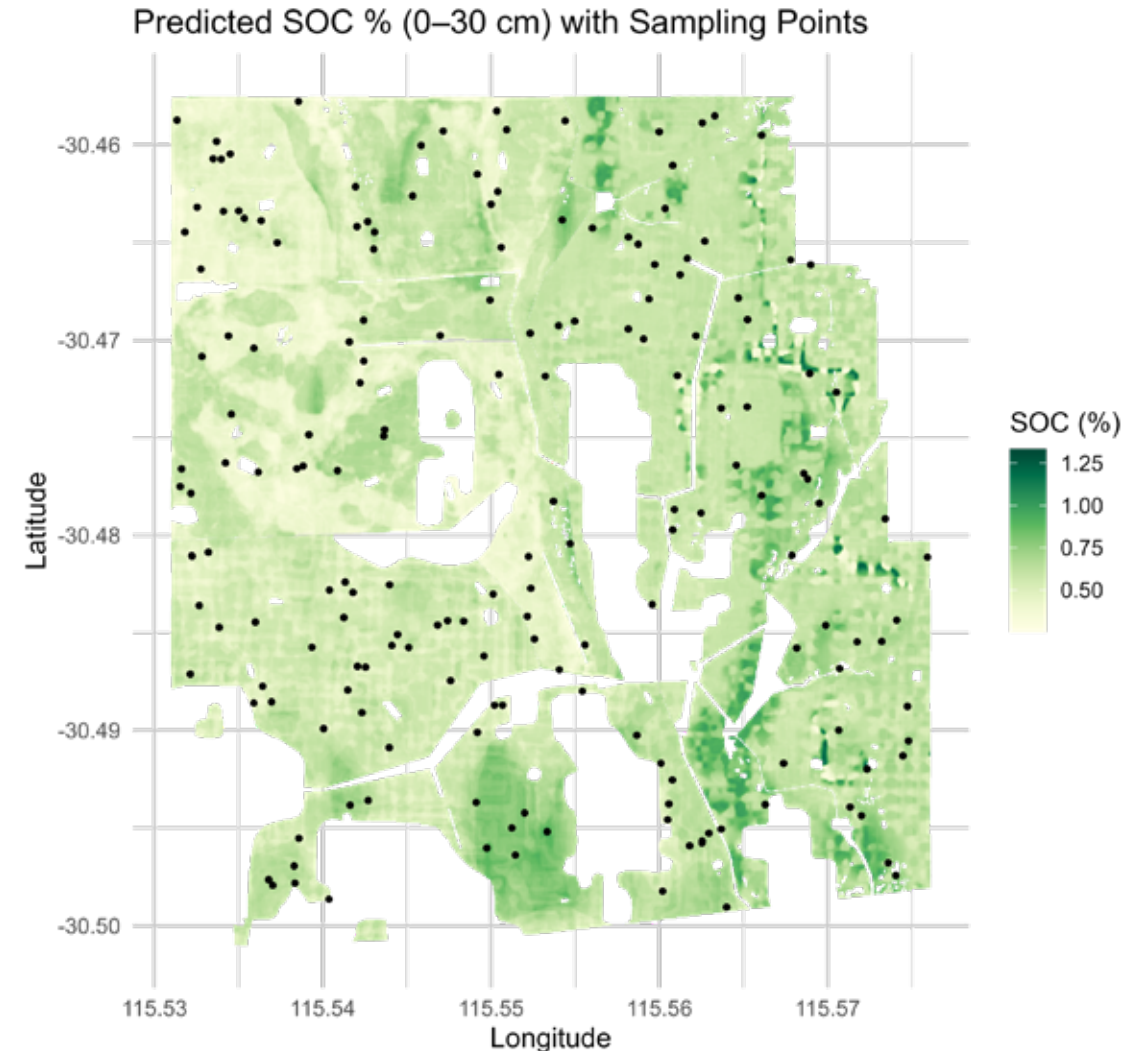 Predicted SOC % (0–30 cm) with Sampling Points
-30.46
-30.47
-30.48
-30.49
-30.50
Latitude
115.53 115.54 115.55 115.56 115.57
Longitude
SOC (%)
1.25
1.00
0.75
0.50